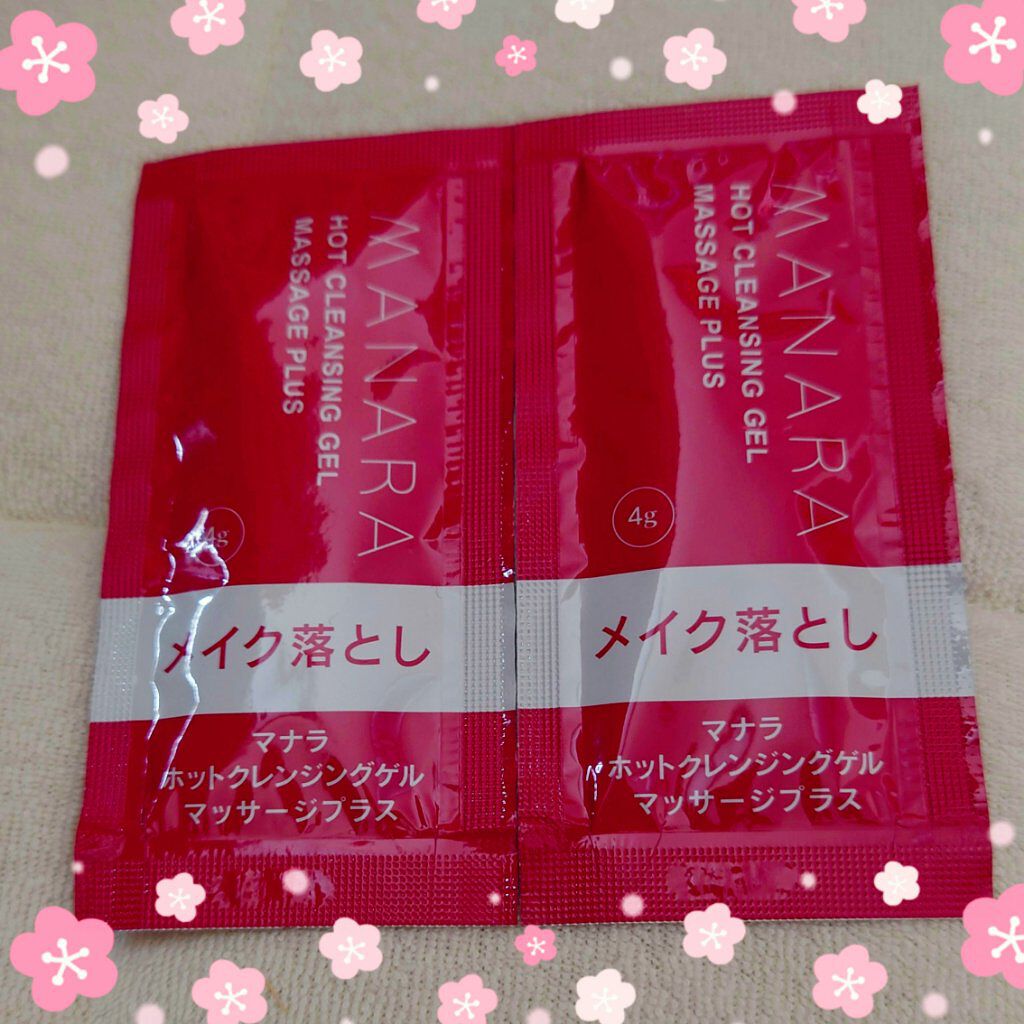 MANARA
HOT CLEANSING GEL
MASSAGE PLUS
4g
メイク落とし
マナラ
ホットクレンジングゲル
マッサージプラス
MANARA
HOT CLEANSING GEL
MASSAGE PLUS
4g
メイク落とし
マナラ
ホットクレンジングゲル
マッサージプラス